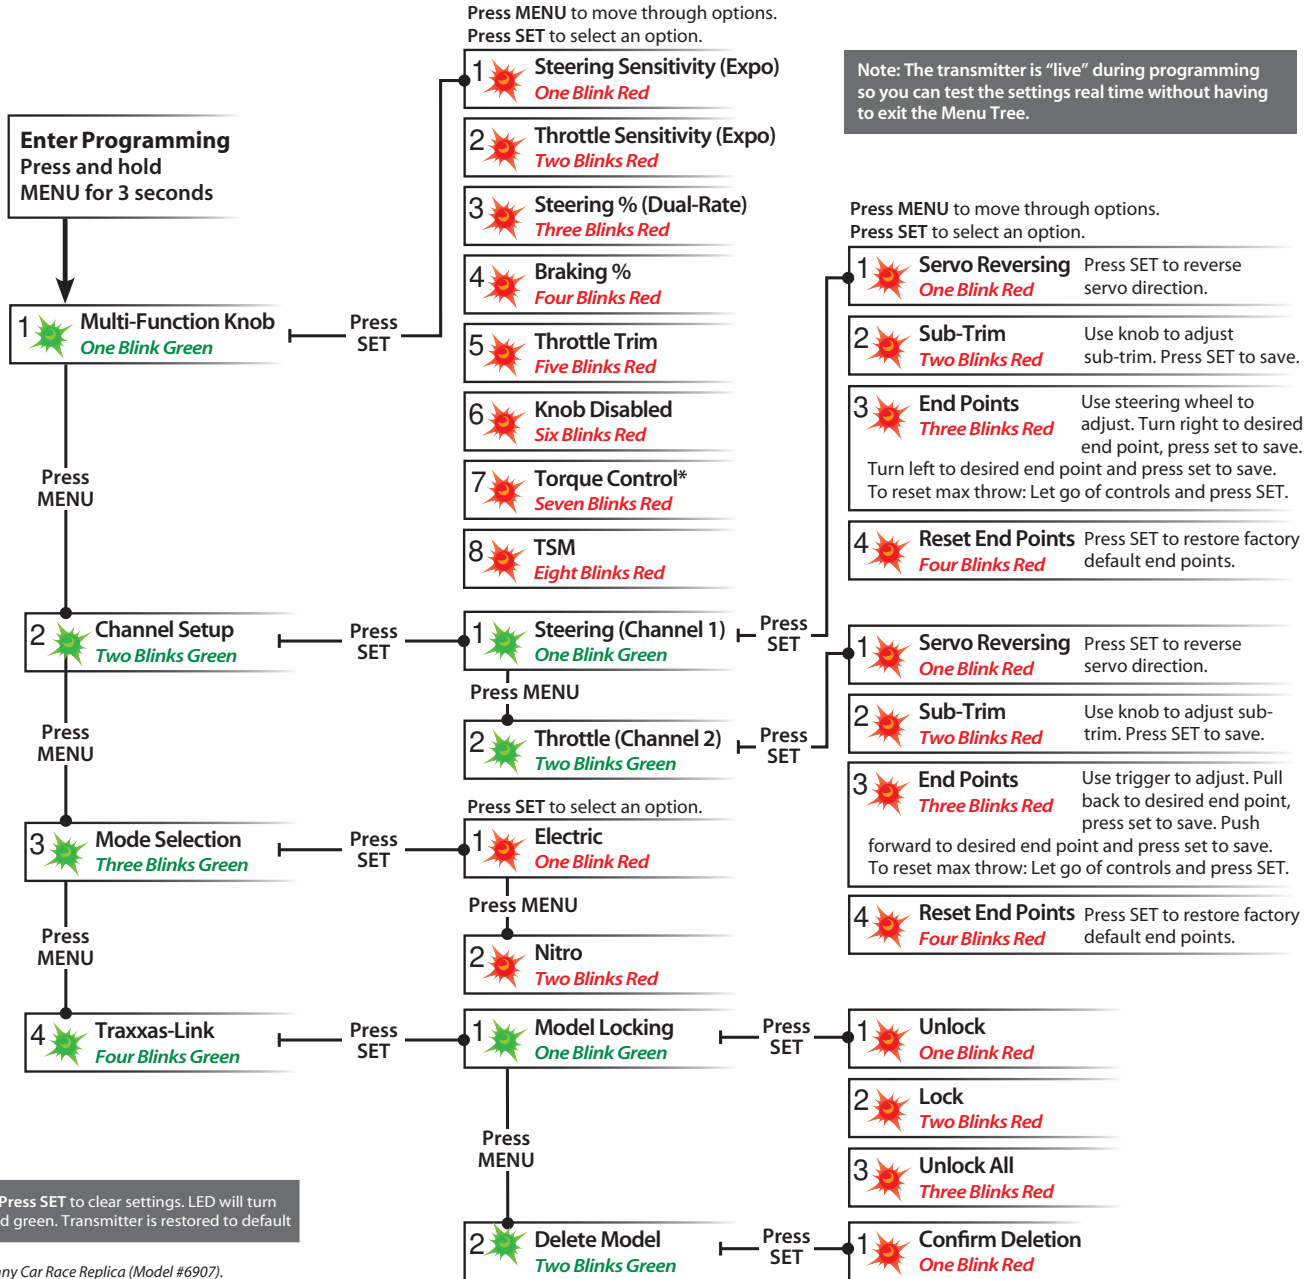 Press MENU to move through options.
Press SET to select an option.
Note: The transmitter is “live” during programming
so you can test the settings real time without having
to exit the Menu Tree.
Enter Programming
Press and hold
MENU for 3 seconds
1 Multi-Function Knob
One Blink Green
Press
SET
1 Steering Sensitivity (Expo)
One Blink Red
2 Throttle Sensitivity (Expo)
Two Blinks Red
3 Steering % (Dual-Rate)
Three Blinks Red
4 Braking %
Four Blinks Red
5 Throttle Trim
Five Blinks Red
6 Knob Disabled
Six Blinks Red
7 Torque Control*
Seven Blinks Red
8 TSM
Eight Blinks Red
Press
MENU
2 Channel Setup
Two Blinks Green
Press
SET
1 Steering (Channel 1)
One Blink Green
Press
SET
Press MENU to move through options.
Press SET to select an option.
1 Servo Reversing Press SET to reverse
One Blink Red servo direction.
2 Sub-Trim Use knob to adjust
Two Blinks Red sub-trim. Press SET to save.
3 End Points Use steering wheel to
Three Blinks Red adjust. Turn right to desired
end point, press set to save.
Turn left to desired end point and press set to save.
To reset max throw: Let go of controls and press SET.
4 Reset End Points Press SET to restore factory
Four Blinks Red default end points.
Press MENU
2 Throttle (Channel 2)
Two Blinks Green
Press
SET
1 Servo Reversing Press SET to reverse
One Blink Red servo direction.
2 Sub-Trim Use knob to adjust sub-
Two Blinks Red trim. Press SET to save.
3 End Points Use trigger to adjust. Pull
Three Blinks Red back to desired end point,
press set to save. Push
forward to desired end point and press set to save.
To reset max throw: Let go of controls and press SET.
4 Reset End Points Press SET to restore factory
Four Blinks Red default end points.
Press
MENU
3 Mode Selection
Three Blinks Green
Press
SET
Press SET to select an option.
1 Electric
One Blink Red
Press MENU
2 Nitro
Two Blinks Red
Press
MENU
4 Traxxas-Link
Four Blinks Green
Press
SET
1 Model Locking
One Blink Green
Press
SET
1 Unlock
One Blink Red
2 Lock
Two Blinks Red
3 Unlock All
Three Blinks Red
Press
MENU
2 Delete Model
Two Blinks Green
Press
SET
1 Confirm Deletion
One Blink Red
Press SET to clear settings. LED will turn
d green. Transmitter is restored to default
ny Car Race Replica (Model #6907).